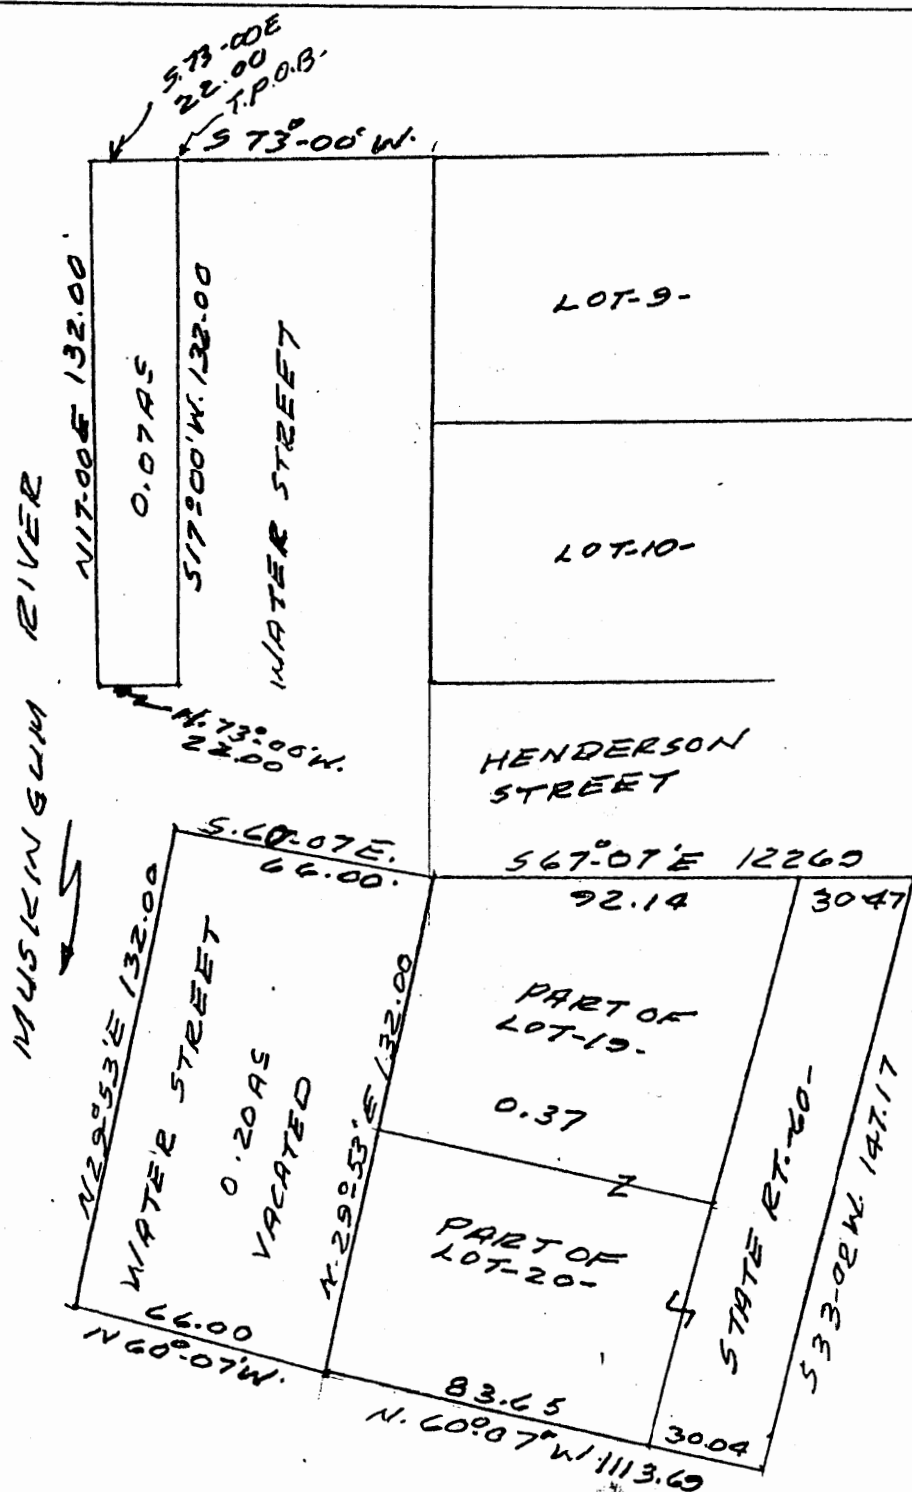 S.73-00E
22.00
T.P.O.B.
S 73°-00' W.
N17-00E 132.00'
0.07AS
S17°00'W. 132.00
WATER STREET
LOT-9-
LOT-10-
MUSKINGUM RIVER
N. 73°-00'W.
22.00
HENDERSON
STREET
S.60-07E.
66.00.
S67°-07'E 12269
92.14
30.47
N29°53'E 132.00
WATER STREET
0.20AS
VACATED
N.29°53'E 132.00
PART OF
LOT-19-
0.37
Z
PART OF
LOT-20-
STATE RT.-60-
S33-02W. 147.17
66.00
N60°-07'W.
83.65
30.04
N. 60°07'W 113.69